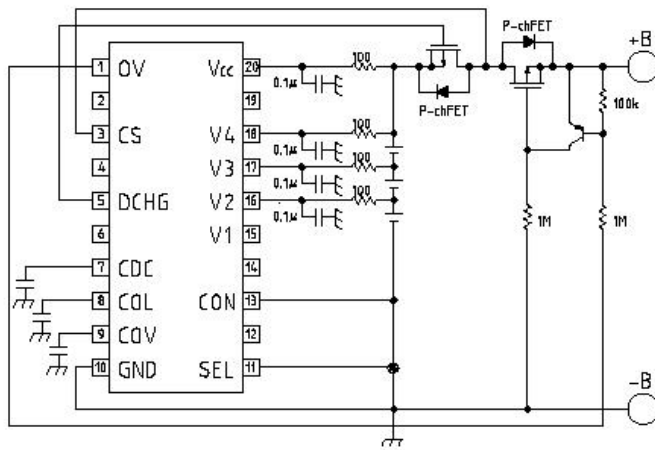 P-chFET
+B
1 OV Vcc 20
100
0.1μ
2 19
P-chFET
100k
3 CS V4 18
100
0.1μ
4 V3 17
100
0.1μ
5 DCHG V2 16
100
0.1μ
6 V1 15
1M
1M
7 CDC 14
8 COL CON 13
9 COV 12
10 GND SEL 11
-B